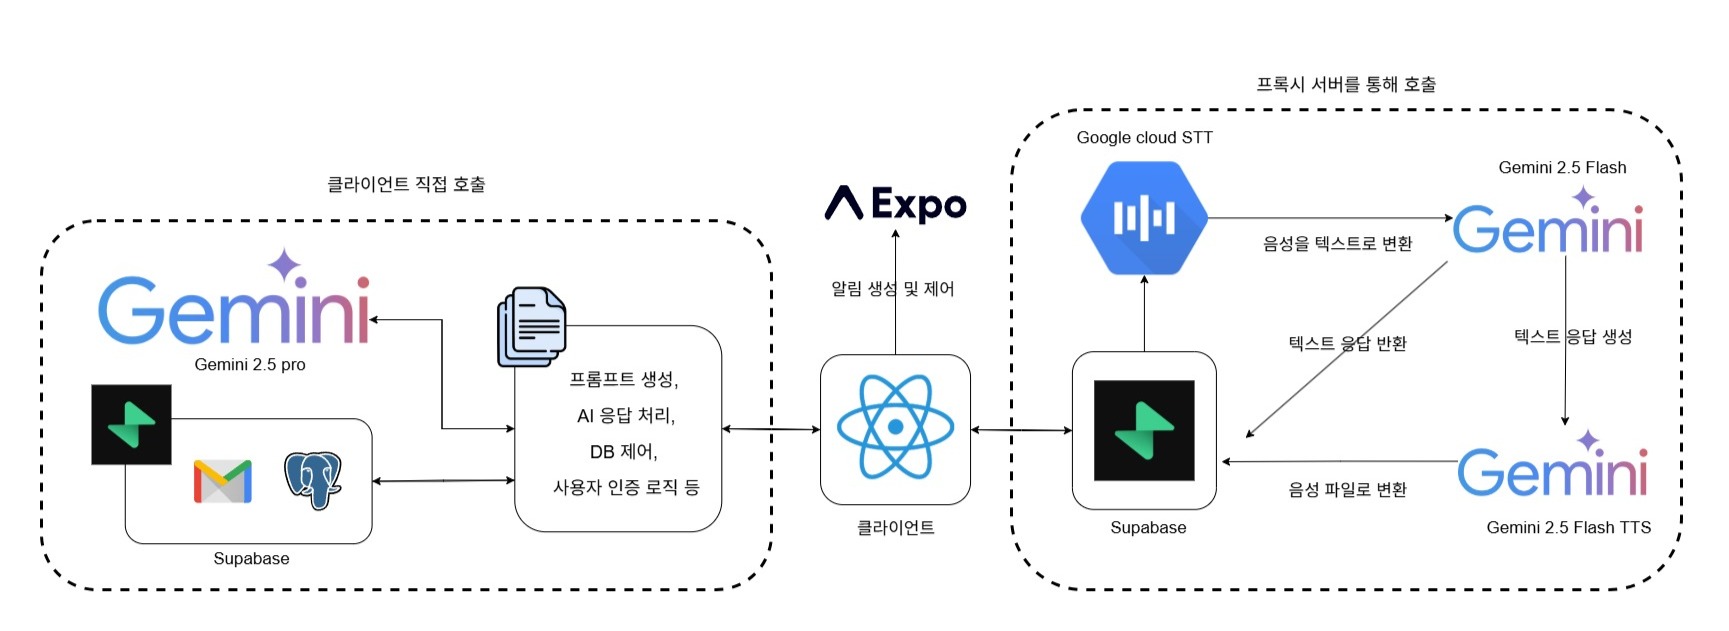 프록시 서버를 통해 호출
Google cloud STT
Gemini 2.5 Flash
클라이언트 직접 호출
Expo
Gemini
음성을 텍스트로 변환
Gemini
알림 생성 및 제어
텍스트 응답 반환
텍스트 응답 생성
Gemini 2.5 pro
프롬프트 생성,
AI 응답 처리,
DB 제어,
사용자 인증 로직 등
Gemini
음성 파일로 변환
클라이언트
Supabase
Gemini 2.5 Flash TTS
Supabase